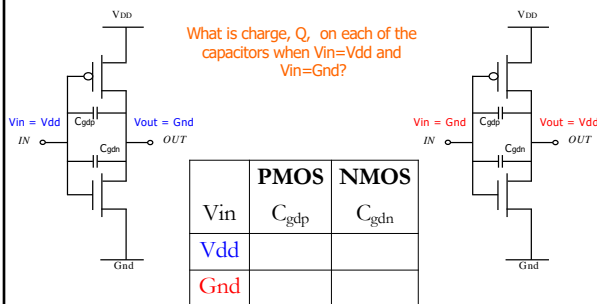 VDD
What is charge, Q, on each of the
capacitors when Vin=Vdd and
Vin=Gnd?
VDD
Vin = Vdd
Cgdp
Vout = Gnd
IN
OUT
Cgdn
Gnd
Vin = Gnd
Cgdp
Vout = Vdd
IN
OUT
Cgdn
Gnd
PMOS NMOS
Vin Cgdp Cgdn
Vdd
Gnd